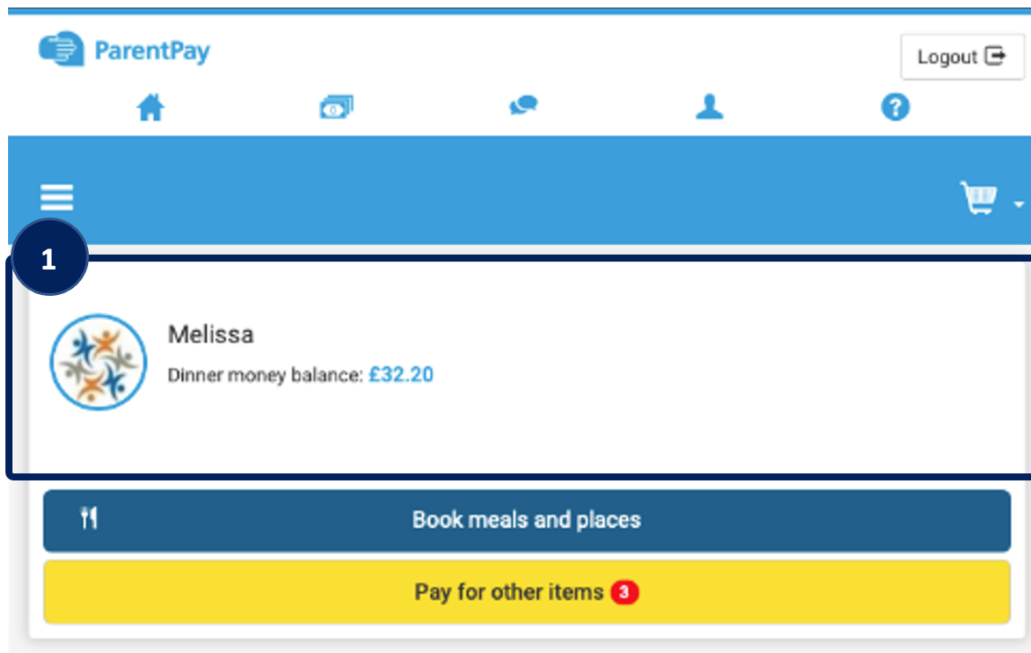 ParentPay
Logout
1
Melissa
Dinner money balance: £32.20
Book meals and places
Pay for other items 3